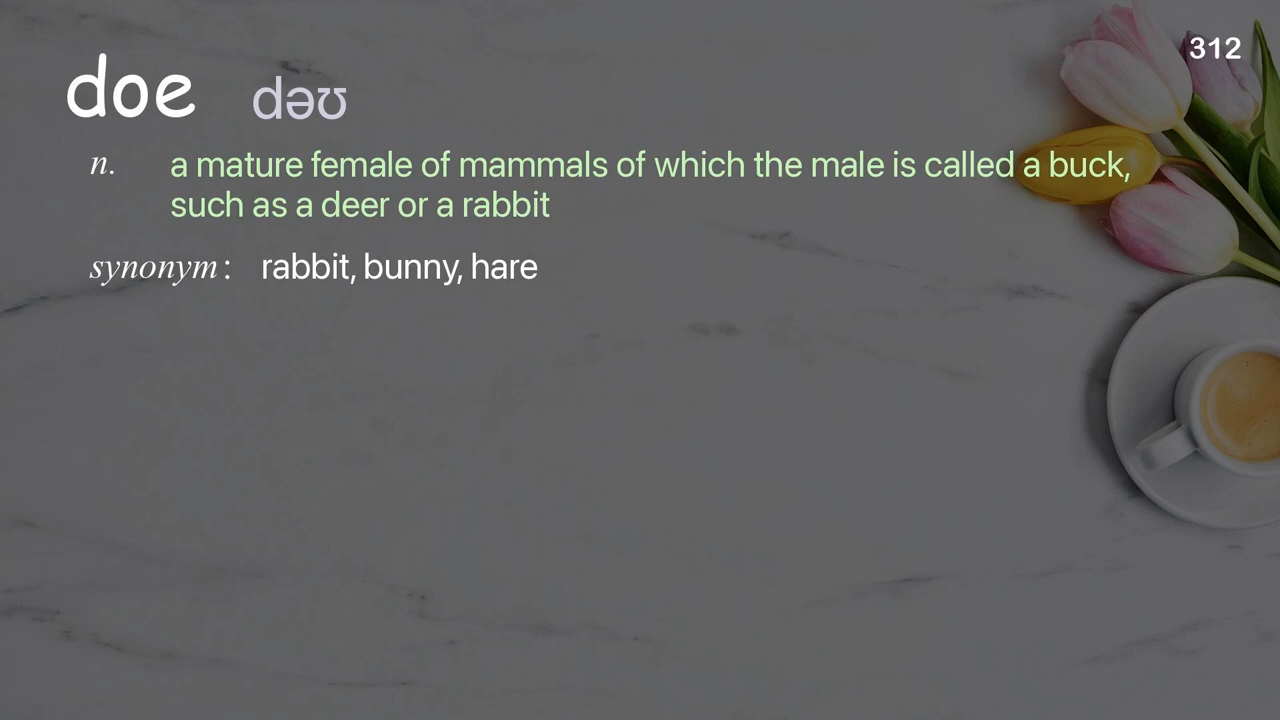 312
doe dəʊ
n. a mature female of mammals of which the male is called a buck,
such as a deer or a rabbit
synonym: rabbit, bunny, hare